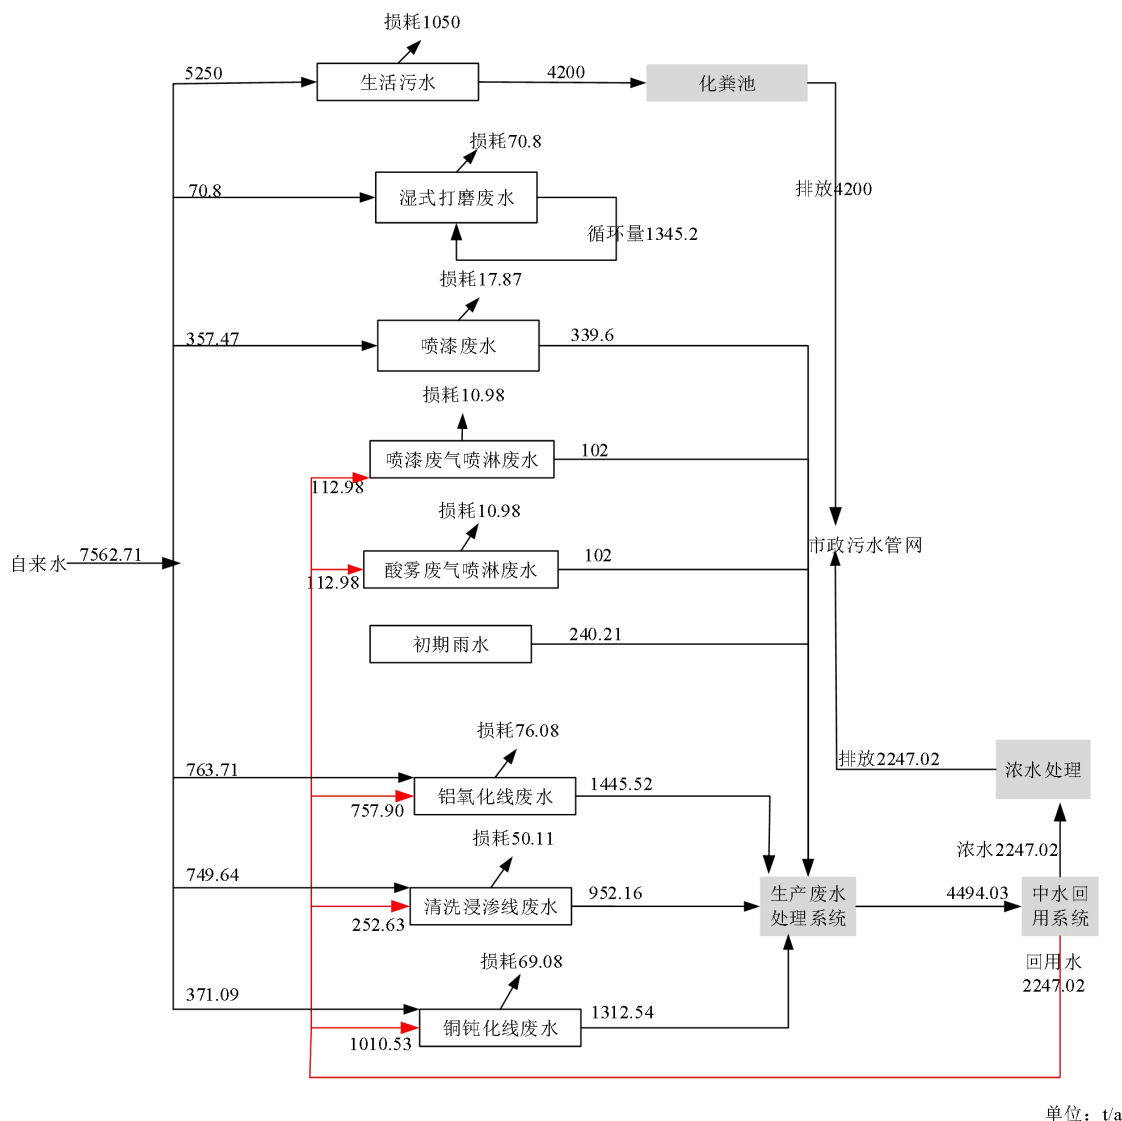 损耗1050
5250
生活污水
4200
化粪池
损耗70.8
70.8
湿式打磨废水
排放4200
循环量1345.2
损耗17.87
357.47
喷漆废水
339.6
损耗10.98
喷漆废气喷淋废水
102
112.98
损耗10.98
自来水
7562.71
酸雾废气喷淋废水
102
112.98
市政污水管网
初期雨水
240.21
损耗76.08
763.71
757.90
铝氧化线废水
1445.52
排放2247.02
浓水处理
损耗50.11
浓水2247.02
749.64
252.63
清洗浸渗线废水
952.16
生产废水
处理系统
4494.03
中水回
用系统
损耗69.08
回用水
2247.02
371.09
1010.53
铜钝化线废水
1312.54
单位：t/a